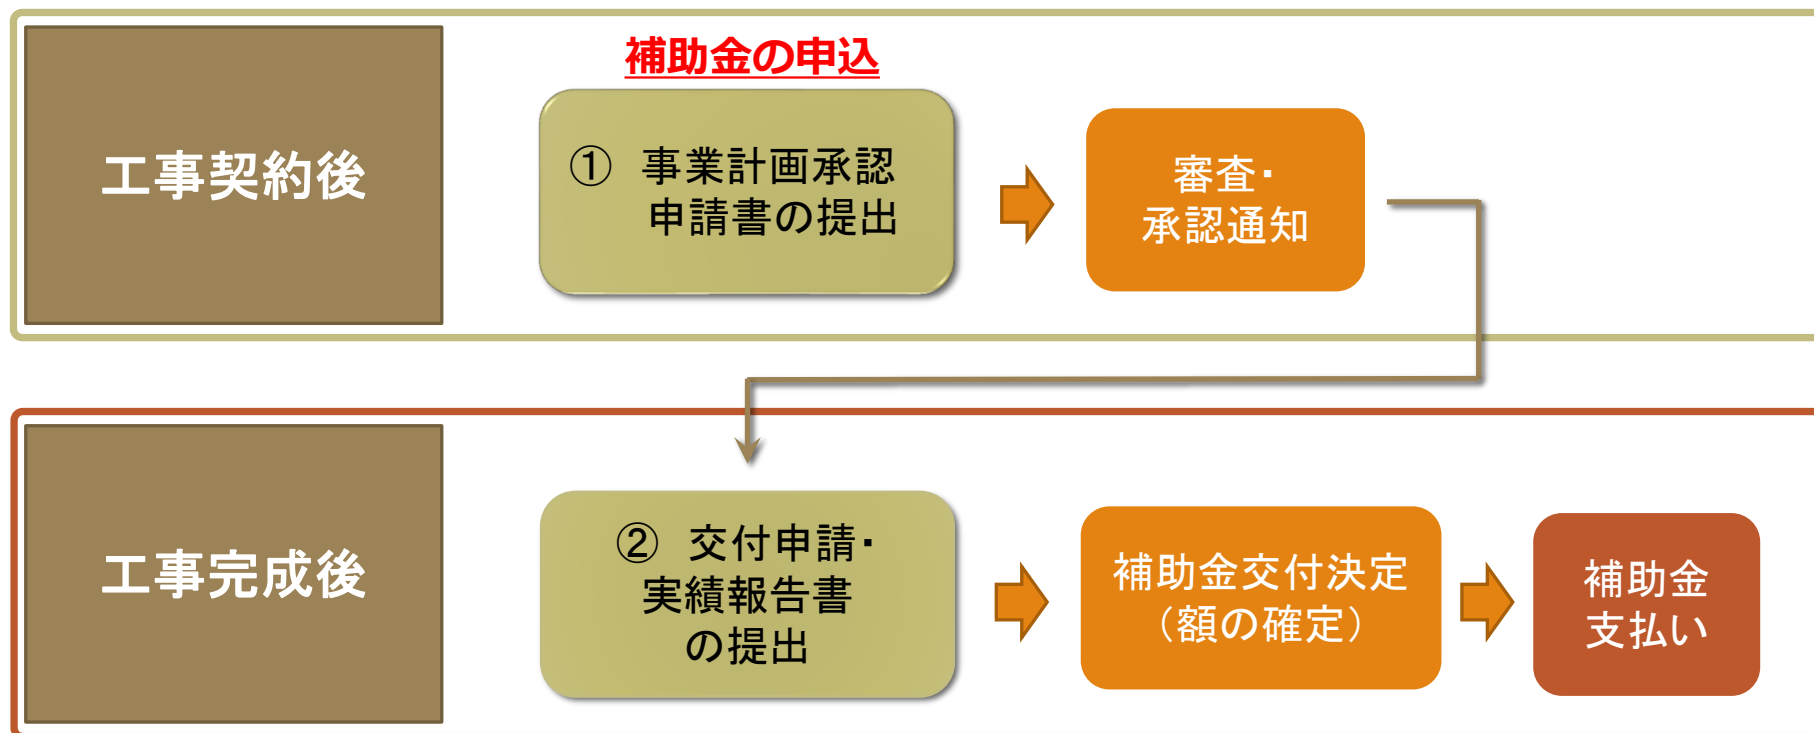 工事契約後
補助金の申込
① 事業計画承認
申請書の提出
審査・
承認通知
工事完成後
② 交付申請・
実績報告書
の提出
補助金交付決定
（額の確定）
補助金
支払い